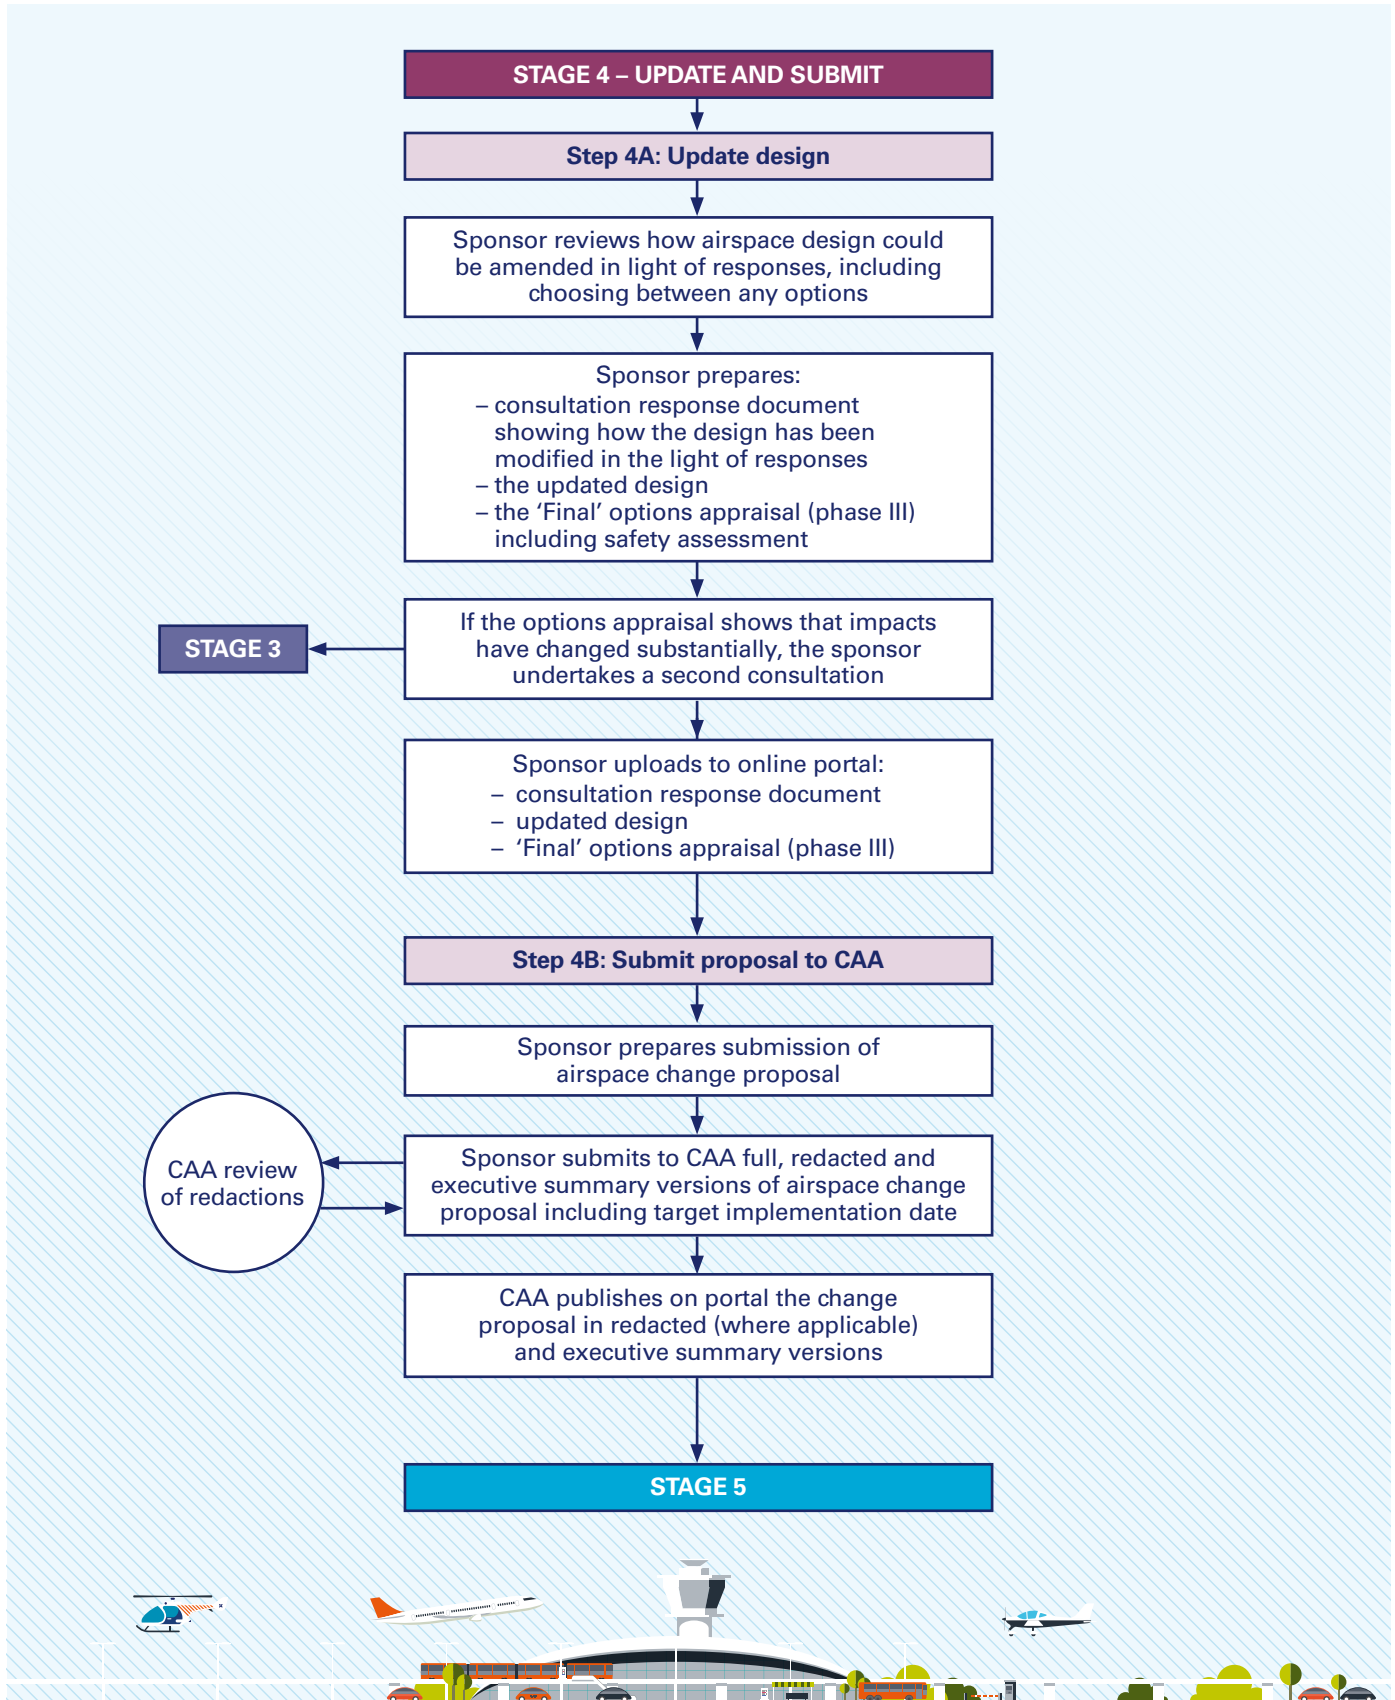 STAGE 4 – UPDATE AND SUBMIT
Step 4A: Update design
Sponsor reviews how airspace design could
be amended in light of responses, including
choosing between any options
Sponsor prepares:
– consultation response document
showing how the design has been
modified in the light of responses
– the updated design
– the ‘Final’ options appraisal (phase III)
including safety assessment
If the options appraisal shows that impacts
have changed substantially, the sponsor
undertakes a second consultation
STAGE 3
Sponsor uploads to online portal:
– consultation response document
– updated design
– ‘Final’ options appraisal (phase III)
Step 4B: Submit proposal to CAA
Sponsor prepares submission of
airspace change proposal
Sponsor submits to CAA full, redacted and
executive summary versions of airspace change
proposal including target implementation date
CAA review
of redactions
CAA publishes on portal the change
proposal in redacted (where applicable)
and executive summary versions
STAGE 5